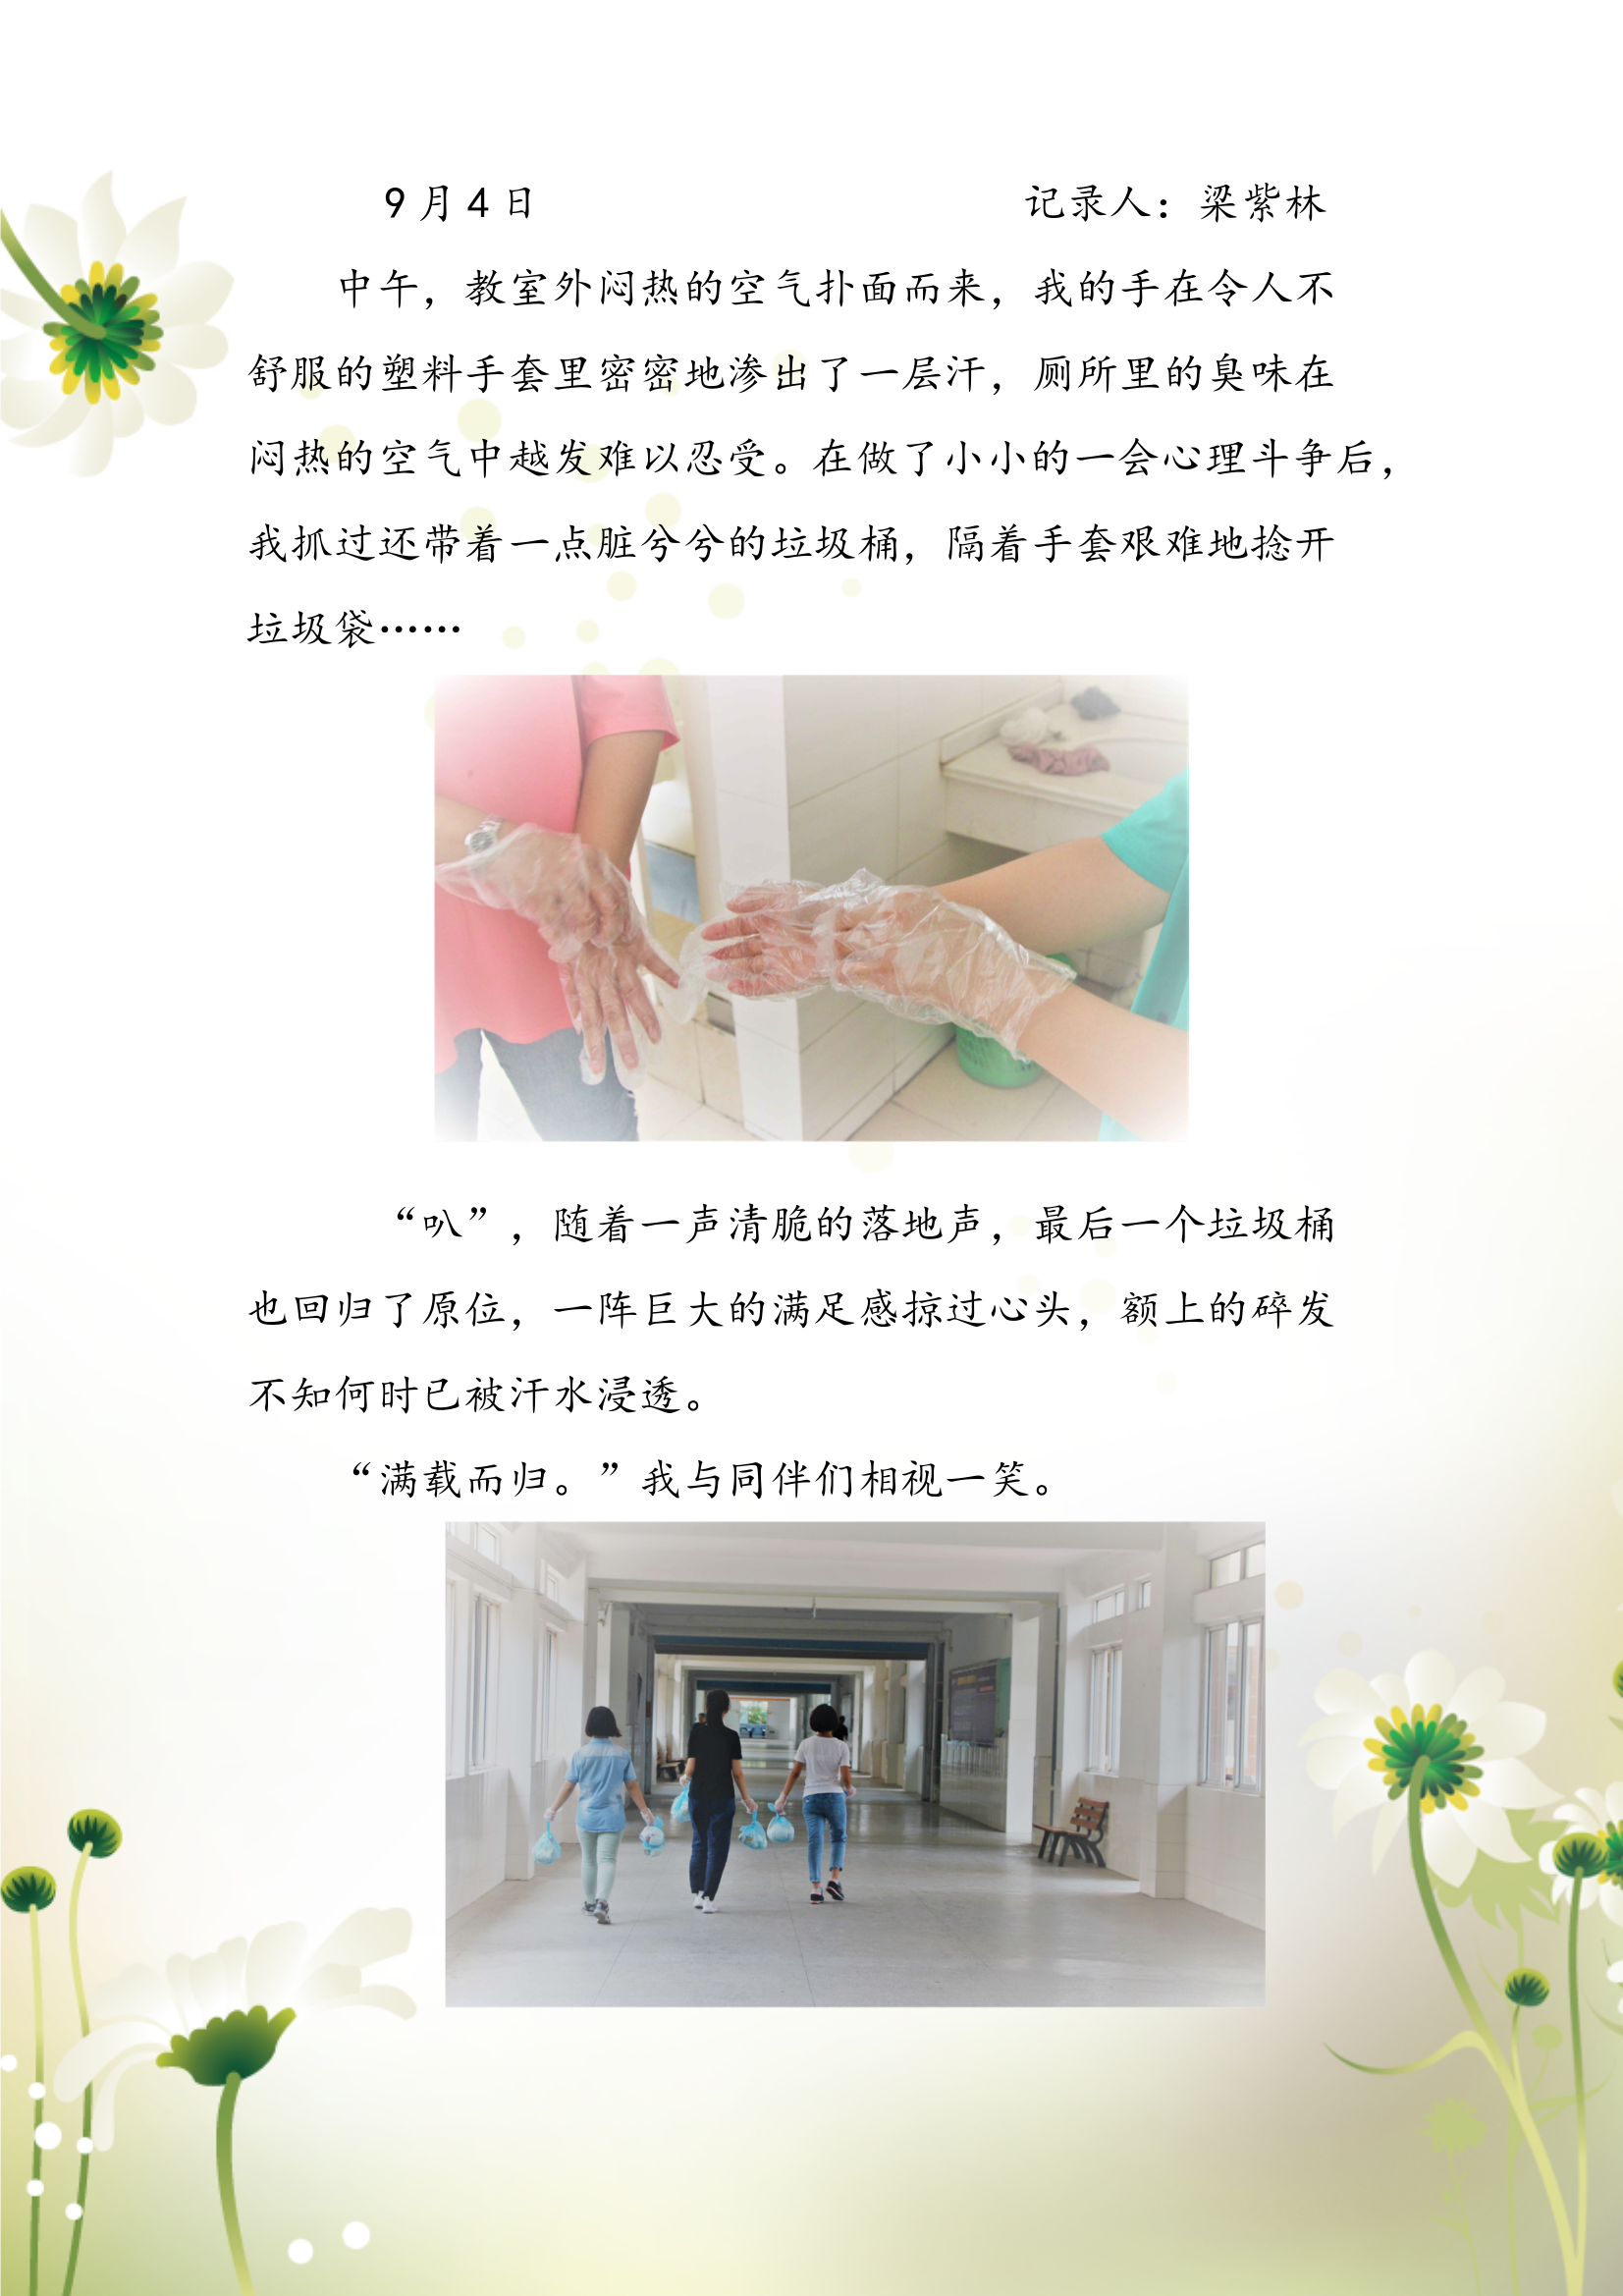 9月4日 记录人：梁紫林
中午，教室外闷热的空气扑面而来，我的手在令人不
舒服的塑料手套里密密地渗出了一层汗，厕所里的臭味在
闷热的空气中越发难以忍受。在做了小小的一会心理斗争后，
我抓过还带着一点脏兮兮的垃圾桶，隔着手套艰难地捻开
垃圾袋……
“叭”，随着一声清脆的落地声，最后一个垃圾桶
也回归了原位，一阵巨大的满足感掠过心头，额上的碎发
不知何时已被汗水浸透。
“满载而归。”我与同伴们相视一笑。